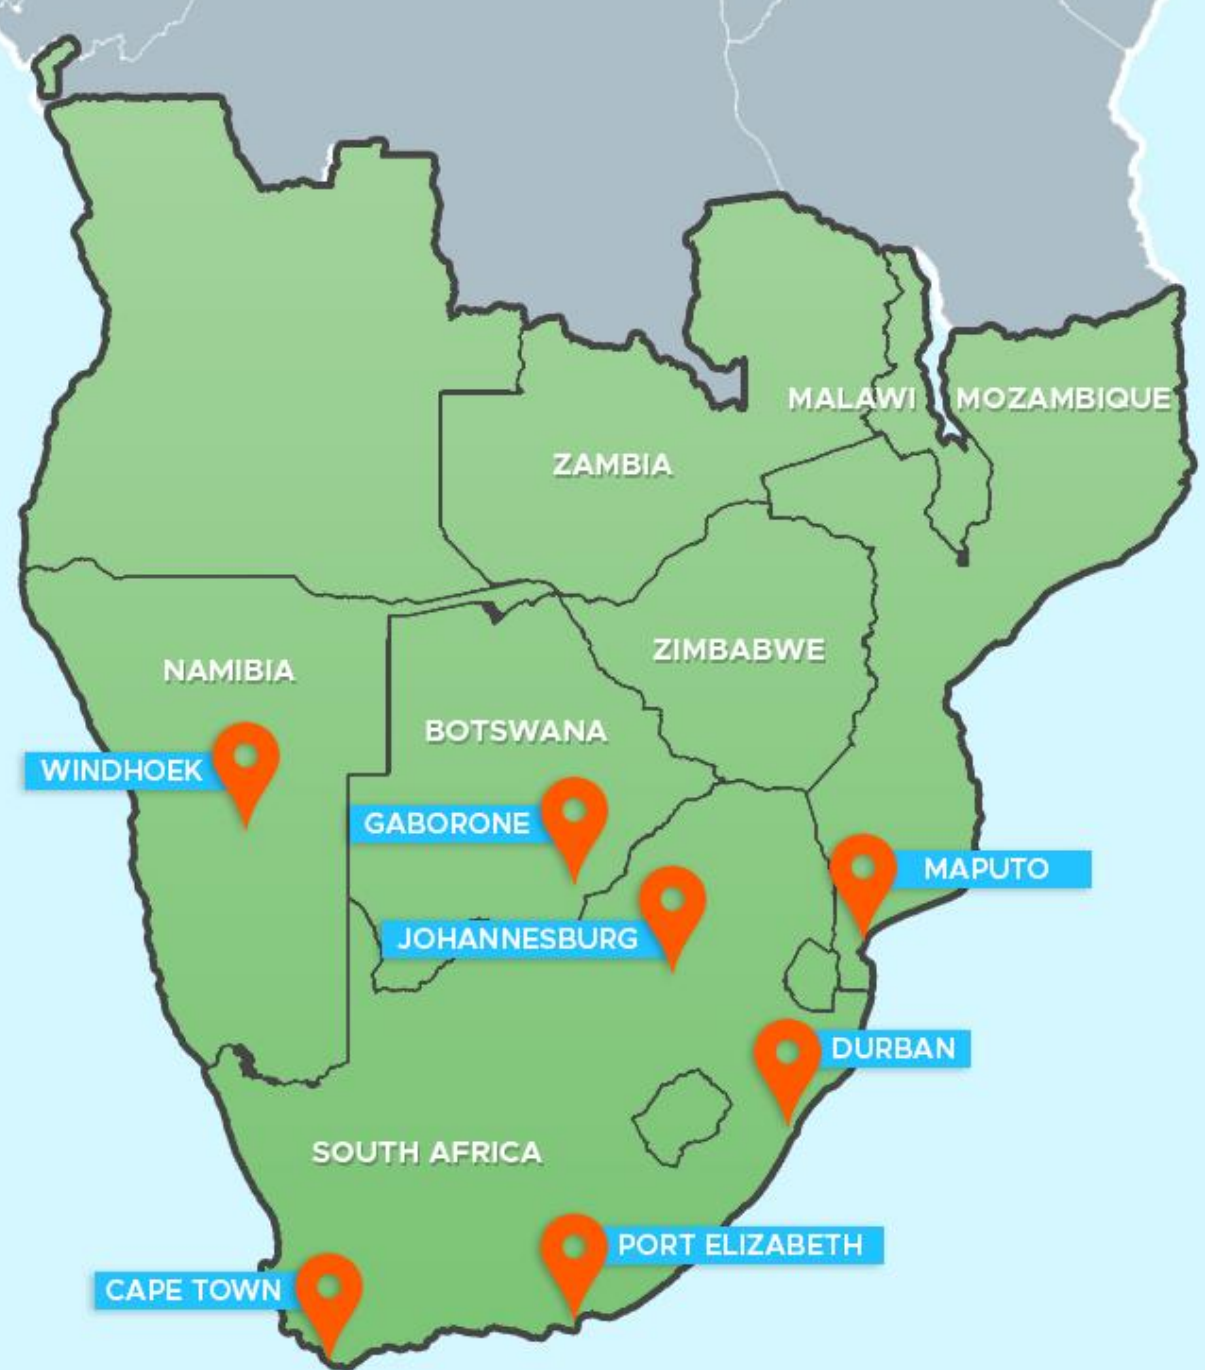 MALAWI
MOZAMBIQUE
ZAMBIA
ZIMBABWE
NAMIBIA
BOTSWANA
WINDHOEK
GABORONE
MAPUTO
JOHANNESBURG
DURBAN
SOUTH AFRICA
PORT ELIZABETH
CAPE TOWN